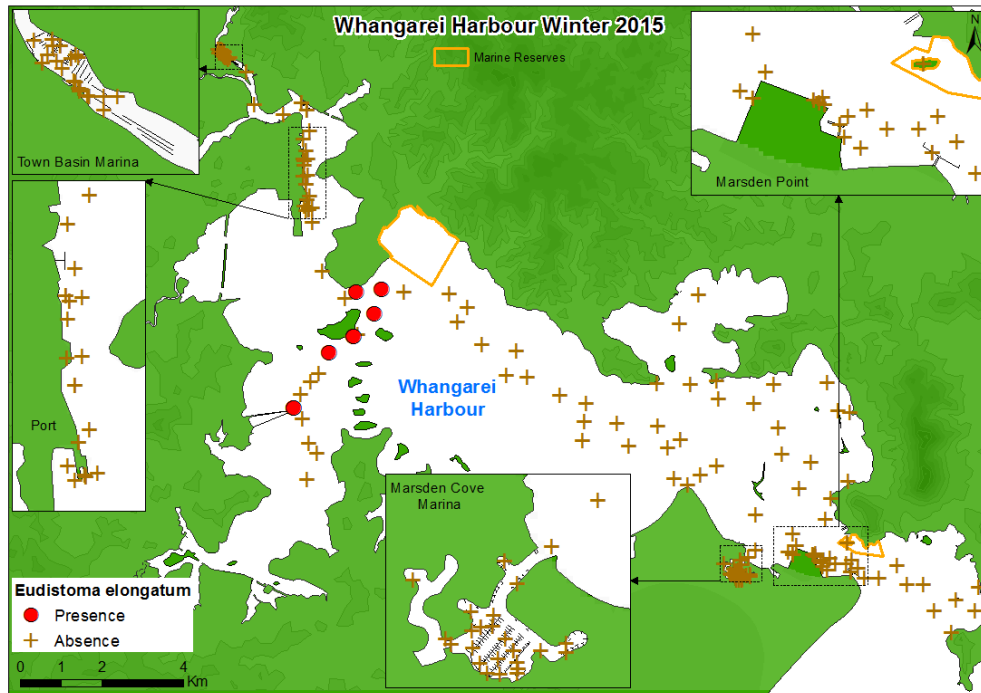 Whangarei Harbour Winter 2015
Marine Reserves
N
Town Basin Marina
Marsden Point
Port
Whangarei
Harbour
Marsden Cove
Marina
Eudistoma elongatum
Presence
Absence
0 1 2 4
Km